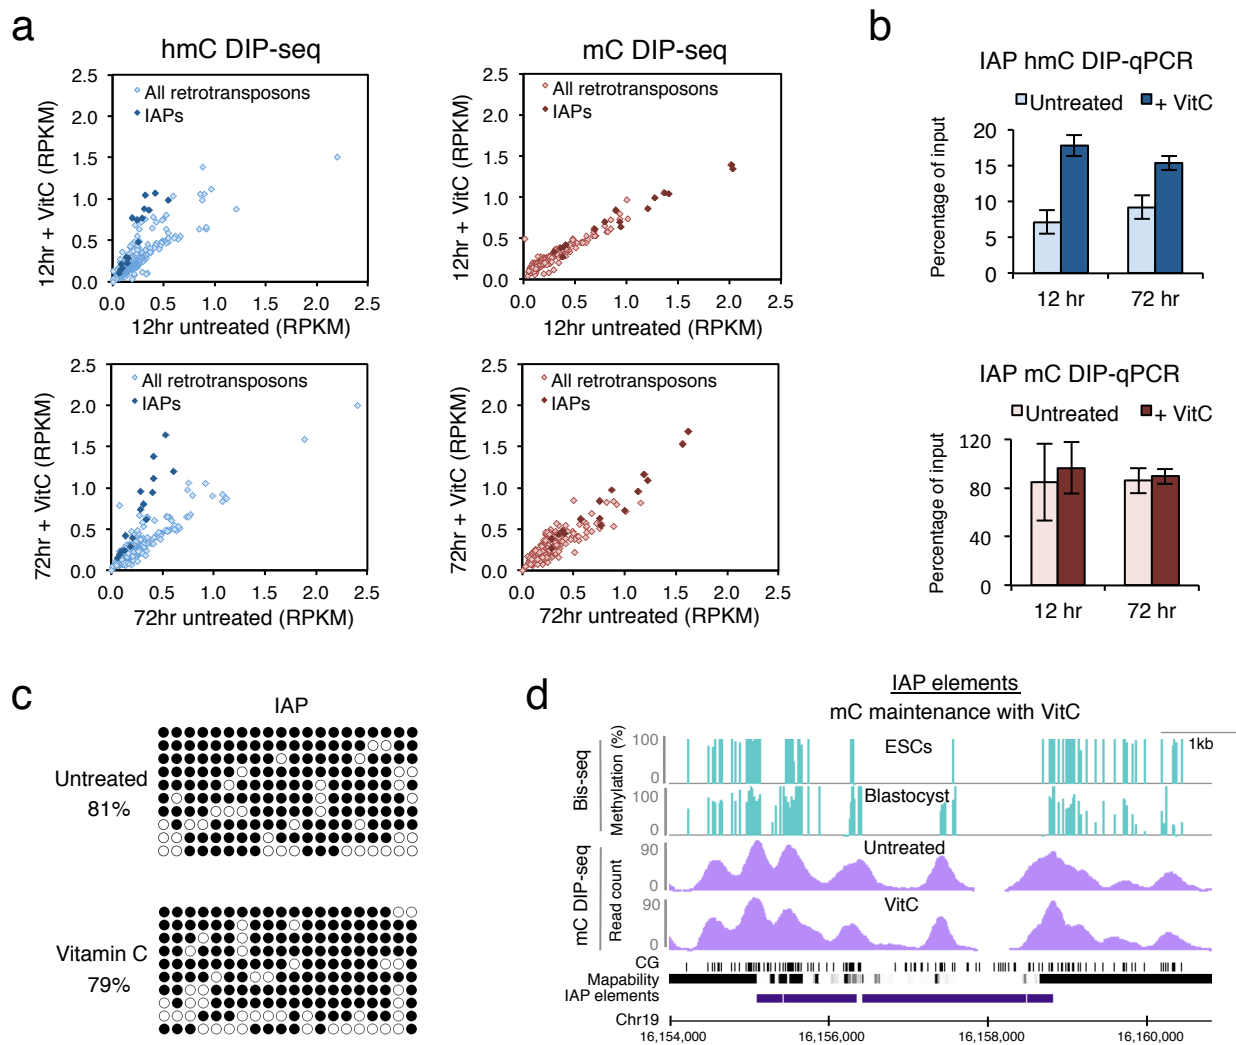 a
hmC DIP-seq
mC DIP-seq
12hr + VitC (RPKM)
2.5
2.0
1.5
1.0
0.5
0.0
All retrotransposons
IAPs
0.0 0.5 1.0 1.5 2.0 2.5
12hr untreated (RPKM)
12hr + VitC (RPKM)
2.5
2.0
1.5
1.0
0.5
0.0
All retrotransposons
IAPs
0.0 0.5 1.0 1.5 2.0 2.5
12hr untreated (RPKM)
72hr + VitC (RPKM)
2.5
2.0
1.5
1.0
0.5
0.0
All retrotransposons
IAPs
0.0 0.5 1.0 1.5 2.0 2.5
72hr untreated (RPKM)
72hr + VitC (RPKM)
2.5
2.0
1.5
1.0
0.5
0.0
All retrotransposons
IAPs
0.0 0.5 1.0 1.5 2.0 2.5
72hr untreated (RPKM)
b
IAP hmC DIP-qPCR
Untreated + VitC
Percentage of input
20
15
10
5
0
12 hr 72 hr
IAP mC DIP-qPCR
Untreated + VitC
Percentage of input
120
80
40
0
12 hr 72 hr
c
IAP
Untreated
81%
Vitamin C
79%
d
IAP elements
mC maintenance with VitC
1kb
Bis-seq
Methylation (%)
100
0
ESCs
100
0
Blastocyst
mC DIP-seq
Read count
90
0
Untreated
90
0
VitC
CG
Mapability
IAP elements
Chr19
16,154,000 16,156,000 16,158,000 16,160,000